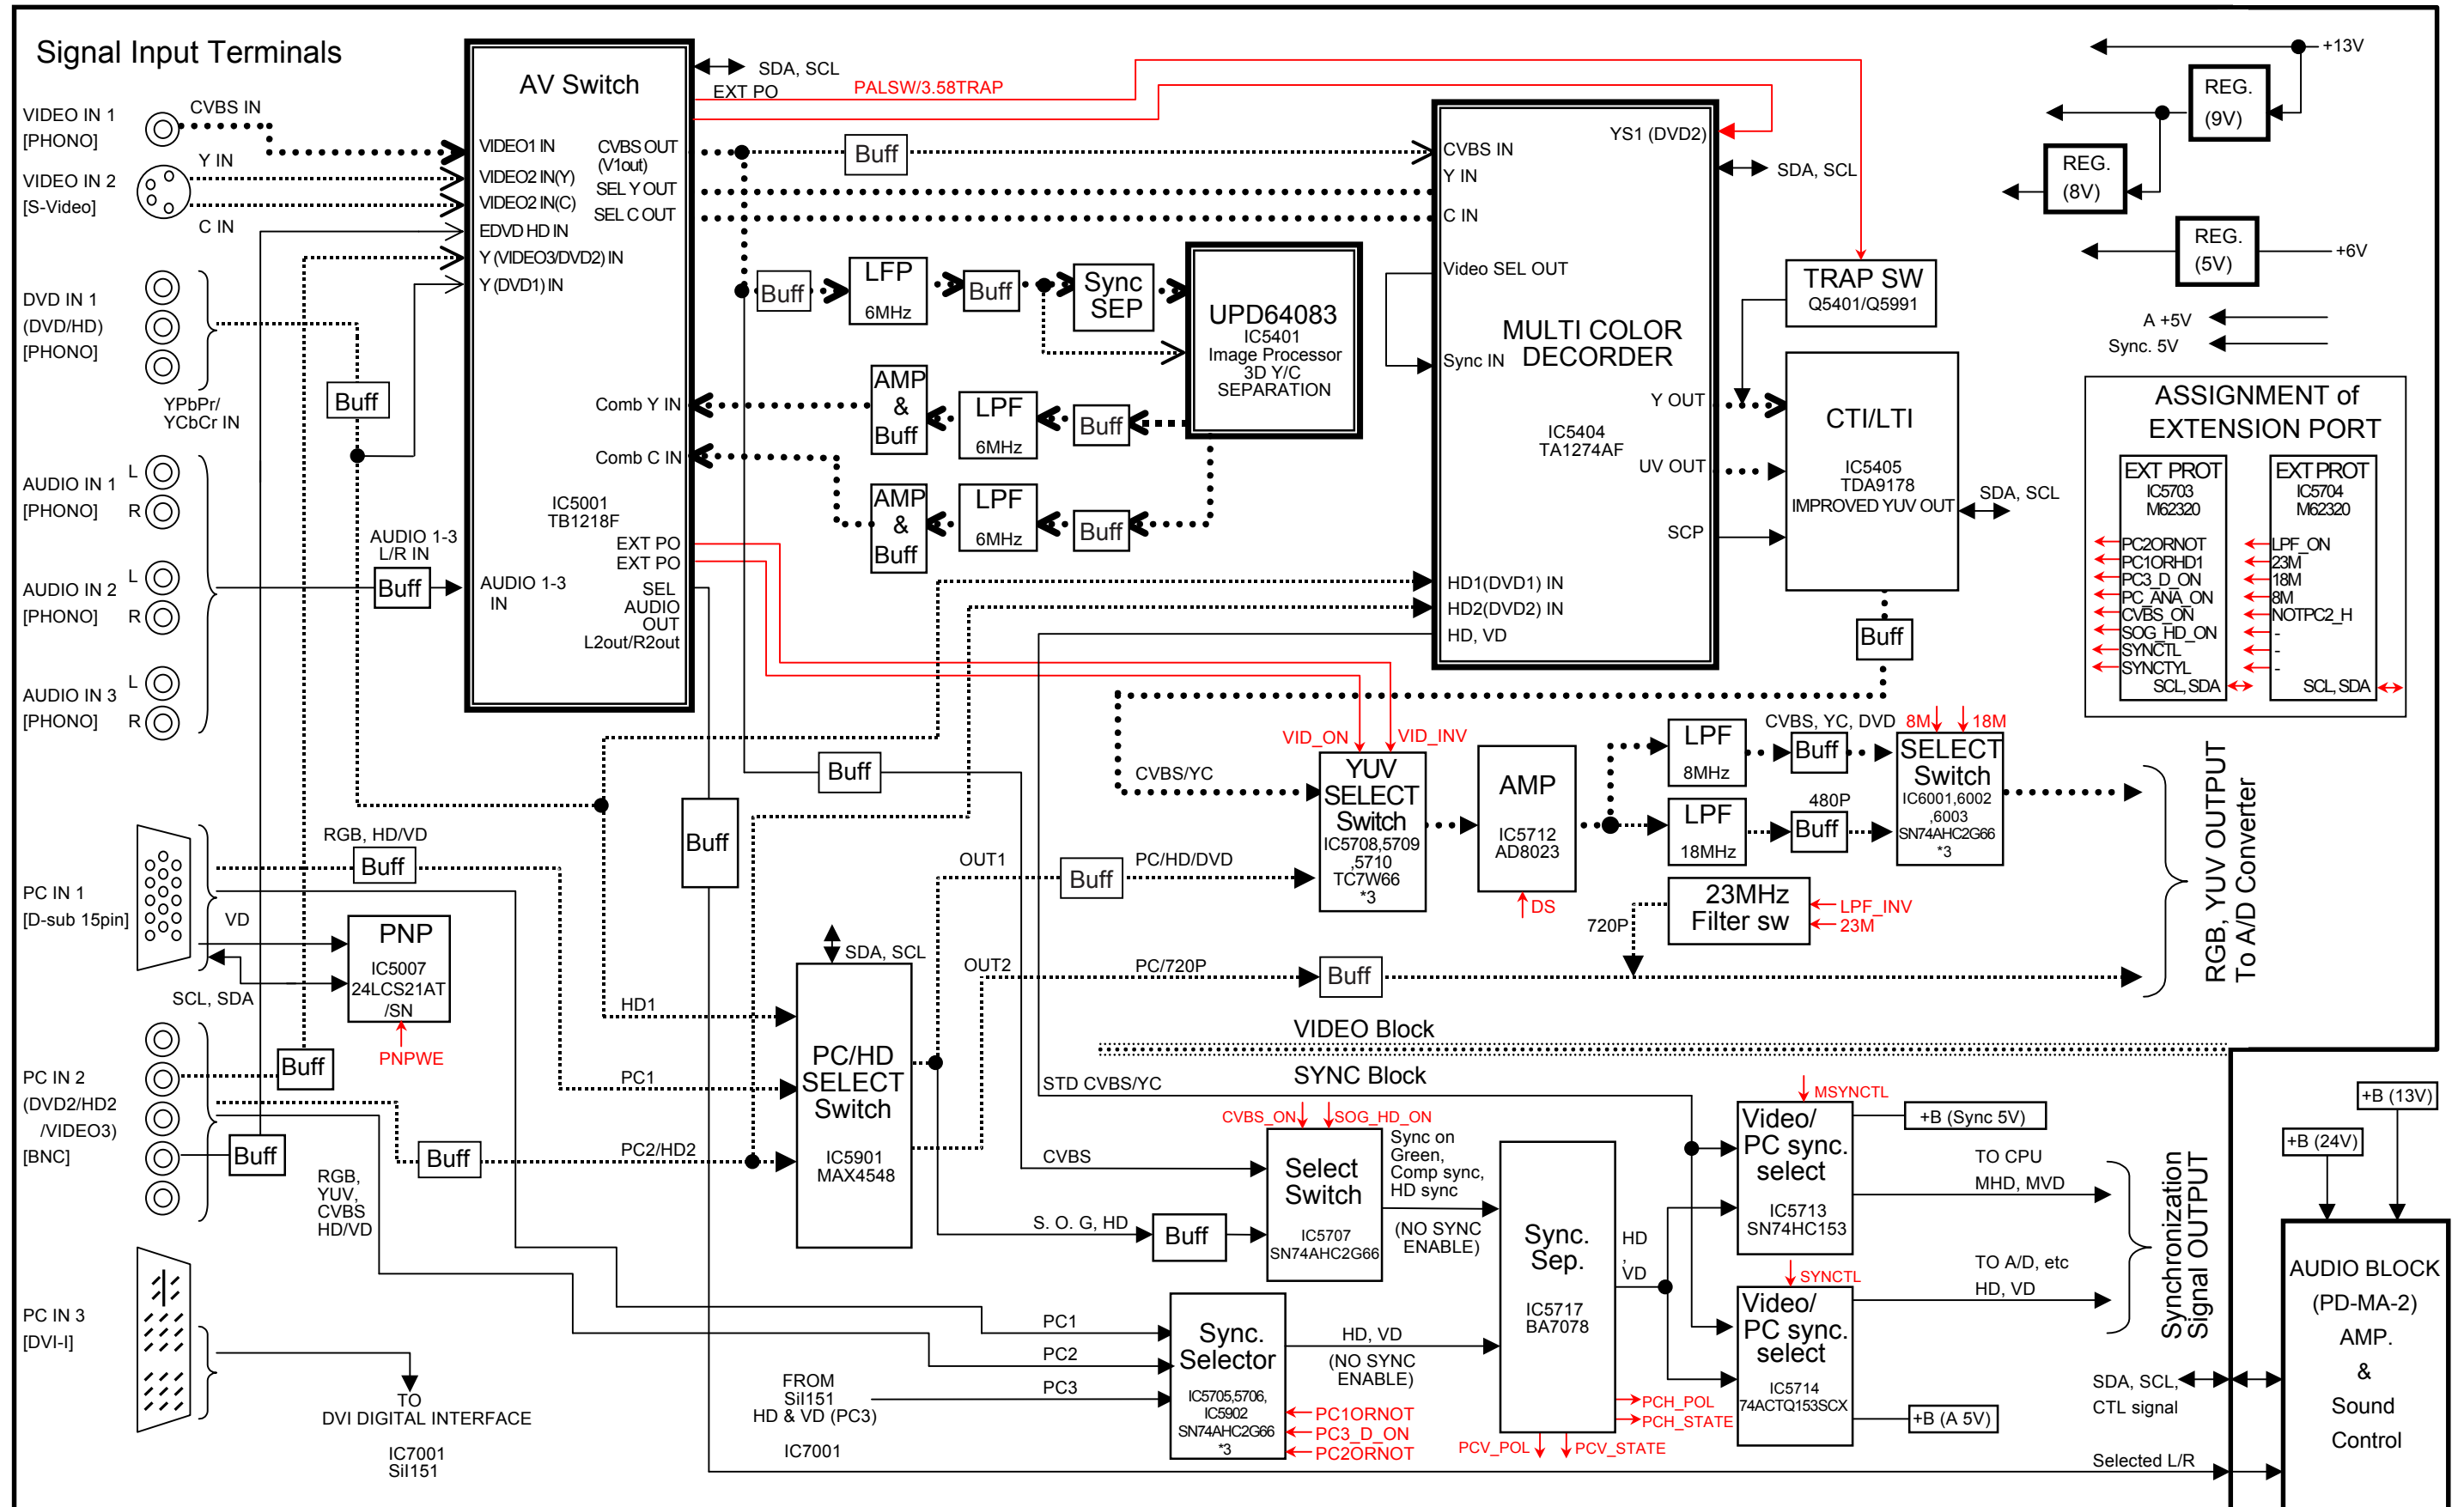 Signal Input Terminals
VIDEO IN 1
[PHONO]
CVBS IN
VIDEO IN 2
[S-Video]
Y IN
C IN
DVD IN 1
(DVD/HD)
[PHONO]
YPbPr/
YCbCr IN
Buff
AUDIO IN 1
[PHONO]
L
R
AUDIO IN 2
[PHONO]
L
R
AUDIO IN 3
[PHONO]
L
R
AUDIO 1-3
L/R IN
Buff
PC IN 1
[D-sub 15pin]
RGB, HD/VD
Buff
VD
SCL, SDA
PNP
IC5007
24LCS21AT
/SN
PNPWE
PC IN 2
(DVD2/HD2
/VIDEO3)
[BNC]
Buff
Buff
RGB,
YUV,
CVBS
HD/VD
Buff
PC IN 3
[DVI-I]
TO
DVI DIGITAL INTERFACE
IC7001
SiI151
AV Switch
VIDEO1 IN
VIDEO2 IN(Y)
VIDEO2 IN(C)
EDVD HD IN
Y (VIDEO3/DVD2) IN
Y (DVD1) IN
CVBS OUT
(V1out)
SEL Y OUT
SEL C OUT
Comb Y IN
Comb C IN
IC5001
TB1218F
EXT PO
EXT PO
AUDIO 1-3
IN
SEL
AUDIO
OUT
L2out/R2out
SDA, SCL
EXT PO
PALSW/3.58TRAP
Buff
Buff
LFP
6MHz
Buff
Sync
SEP
UPD64083
IC5401
Image Processor
3D Y/C
SEPARATION
AMP
&
Buff
LPF
6MHz
Buff
AMP
&
Buff
LPF
6MHz
Buff
YS1 (DVD2)
CVBS IN
Y IN
C IN
SDA, SCL
Video SEL OUT
MULTI COLOR
DECORDER
Sync IN
Y OUT
IC5404
TA1274AF
UV OUT
SCP
HD1(DVD1) IN
HD2(DVD2) IN
HD, VD
TRAP SW
Q5401/Q5991
CTI/LTI
IC5405
TDA9178
IMPROVED YUV OUT
SDA, SCL
Buff
+13V
REG.
(9V)
REG.
(8V)
REG.
(5V)
+6V
A +5V
Sync. 5V
ASSIGNMENT of
EXTENSION PORT
EXT PROT
IC5703
M62320
PC2ORNOT
PC1ORHD1
PC3_D_ON
PC_ANA_ON
CVBS_ON
SOG_HD_ON
SYNCTL
SYNCTYL
SCL, SDA
EXT PROT
IC5704
M62320
LPF_ON
23M
18M
8M
NOTPC2_H
-
-
-
SCL, SDA
Buff
Buff
VID_ON
VID_INV
CVBS/YC
YUV
SELECT
Switch
IC5708,5709
,5710
TC7W66
*3
AMP
IC5712
AD8023
DS
LPF
8MHz
CVBS, YC, DVD
Buff
LPF
18MHz
480P
Buff
8M
18M
SELECT
Switch
IC6001,6002
,6003
SN74AHC2G66
*3
23MHz
Filter sw
LPF_INV
23M
720P
RGB, YUV OUTPUT
To A/D Converter
OUT1
Buff
PC/HD/DVD
OUT2
PC/720P
Buff
SDA, SCL
HD1
PC1
PC2/HD2
PC/HD
SELECT
Switch
IC5901
MAX4548
VIDEO Block
SYNC Block
STD CVBS/YC
CVBS
S. O. G, HD
Buff
CVBS_ON
SOG_HD_ON
Select
Switch
IC5707
SN74AHC2G66
Sync on
Green,
Comp sync,
HD sync
(NO SYNC
ENABLE)
PC1
PC2
PC3
FROM
SiI151
HD & VD (PC3)
IC7001
Sync.
Selector
IC5705,5706,
IC5902
SN74AHC2G66
*3
PC1ORNOT
PC3_D_ON
PC2ORNOT
HD, VD
(NO SYNC
ENABLE)
Sync.
Sep.
IC5717
BA7078
HD
,
VD
PCH_POL
PCH_STATE
PCV_POL
PCV_STATE
MSYNCTL
Video/
PC sync.
select
IC5713
SN74HC153
+B (Sync 5V)
TO CPU
MHD, MVD
SYNCTL
Video/
PC sync.
select
IC5714
74ACTQ153SCX
TO A/D, etc
HD, VD
+B (A 5V)
Synchronization
Signal OUTPUT
SDA, SCL,
CTL signal
Selected L/R
+B (13V)
+B (24V)
AUDIO BLOCK
(PD-MA-2)
AMP.
&
Sound
Control